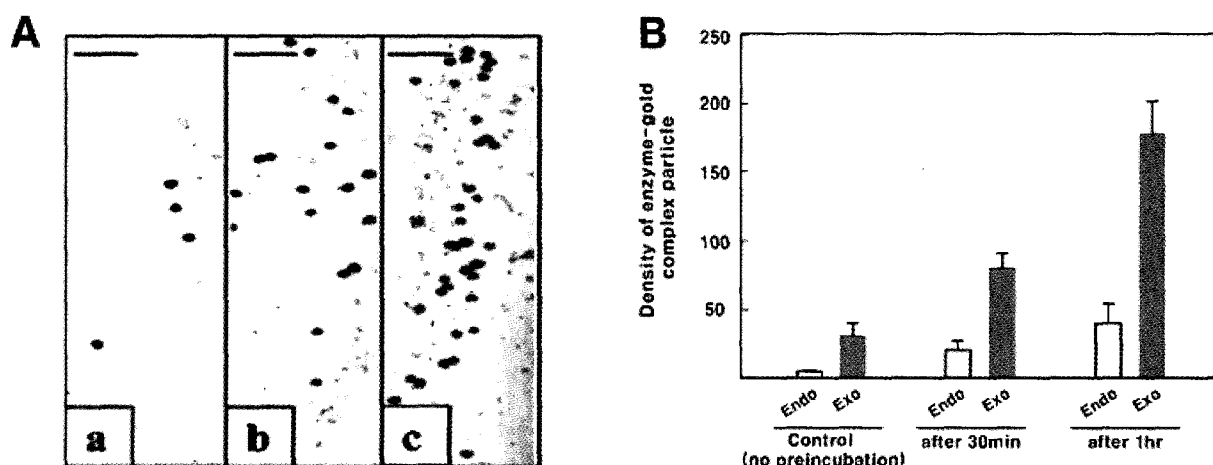 A
a
b
c
B
Density of enzyme-gold
complex particle
250
200
150
100
50
Endo
Exo
Endo
Exo
Endo
Exo
Control
(no preincubation)
after 30min
after 1hr